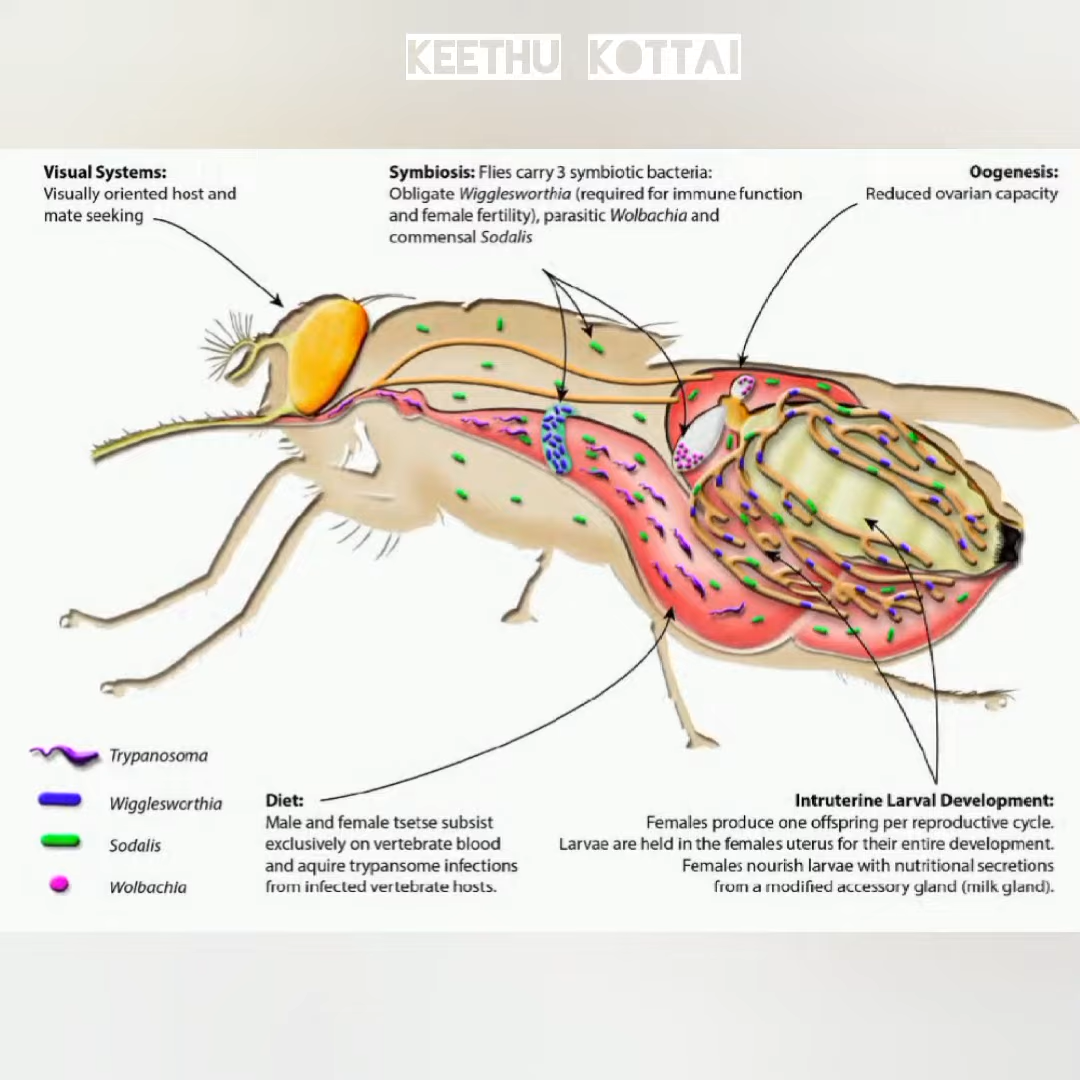 KEETHU KOTTAI
Visual Systems:
Visually oriented host and
mate seeking
Symbiosis: Flies carry 3 symbiotic bacteria:
Obligate Wigglesworthia (required for immune function
and female fertility), parasitic Wolbachia and
commensal Sodalis
Oogenesis:
Reduced ovarian capacity
Trypanosoma
Wigglesworthia
Sodalis
Wolbachia
Diet:
Male and female tsetse subsist
exclusively on vertebrate blood
and aquire trypansome infections
from infected vertebrate hosts.
Intruterine Larval Development:
Females produce one offspring per reproductive cycle.
Larvae are held in the females uterus for their entire development.
Females nourish larvae with nutritional secretions
from a modified accessory gland (milk gland).